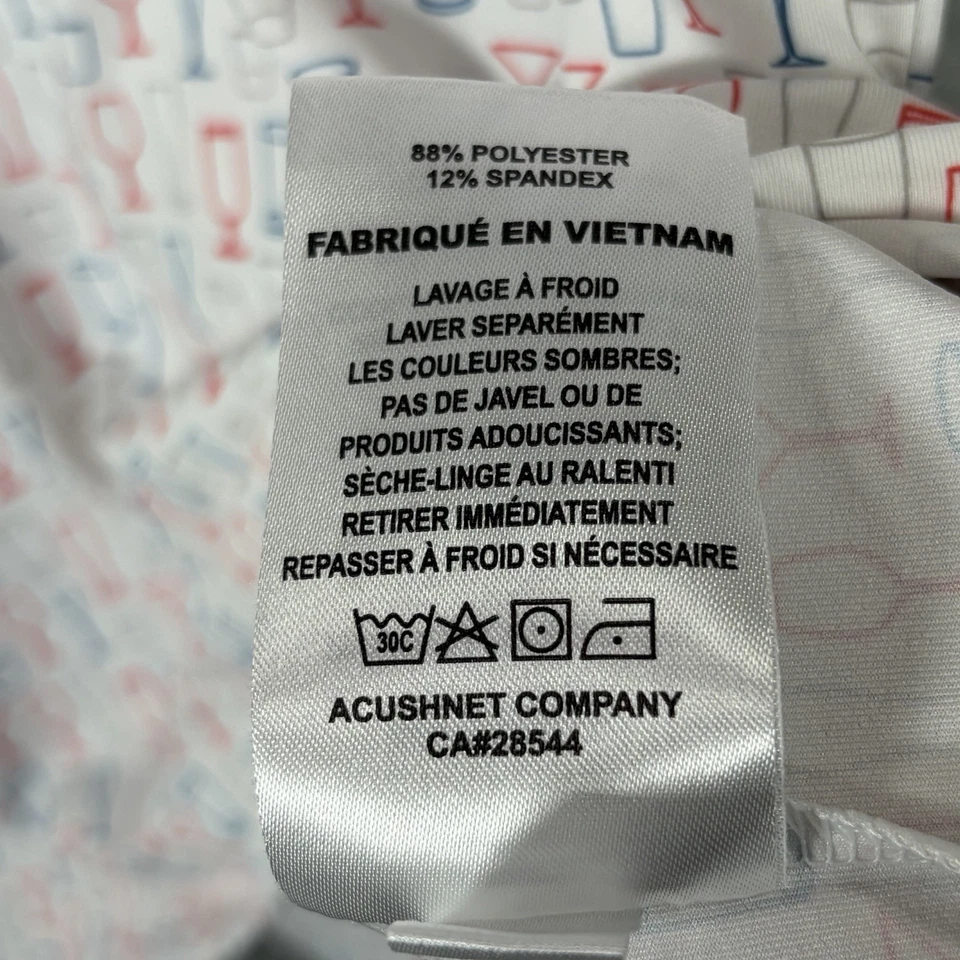 88% POLYESTER
12% SPANDEX
FABRIQUÉ EN VIETNAM
LAVAGE À FROID
LAVER SEPARÉMENT
LES COULEURS SOMBRES;
PAS DE JAVEL OU DE
PRODUITS ADOUCISSANTS;
SÈCHE-LINGE AU RALENTI
RETIRER IMMÉDIATEMENT
REPASSER À FROID SI NÉCESSAIRE
30C
ACUSHNET COMPANY
CA#28544